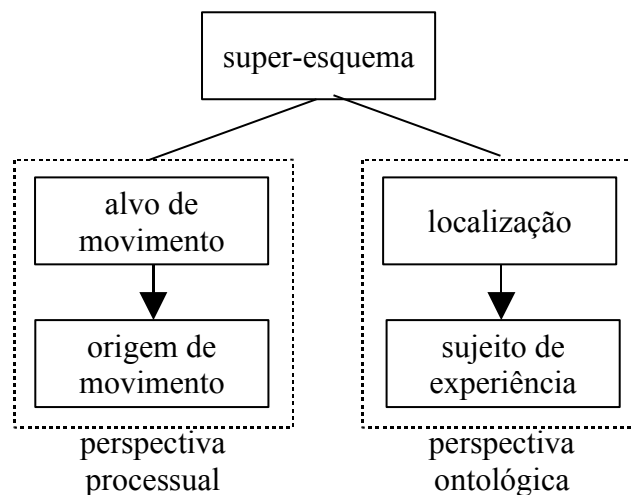 super-esquema
alvo de
movimento
origem de
movimento
perspectiva
processual
localização
sujeito de
experiência
perspectiva
ontológica